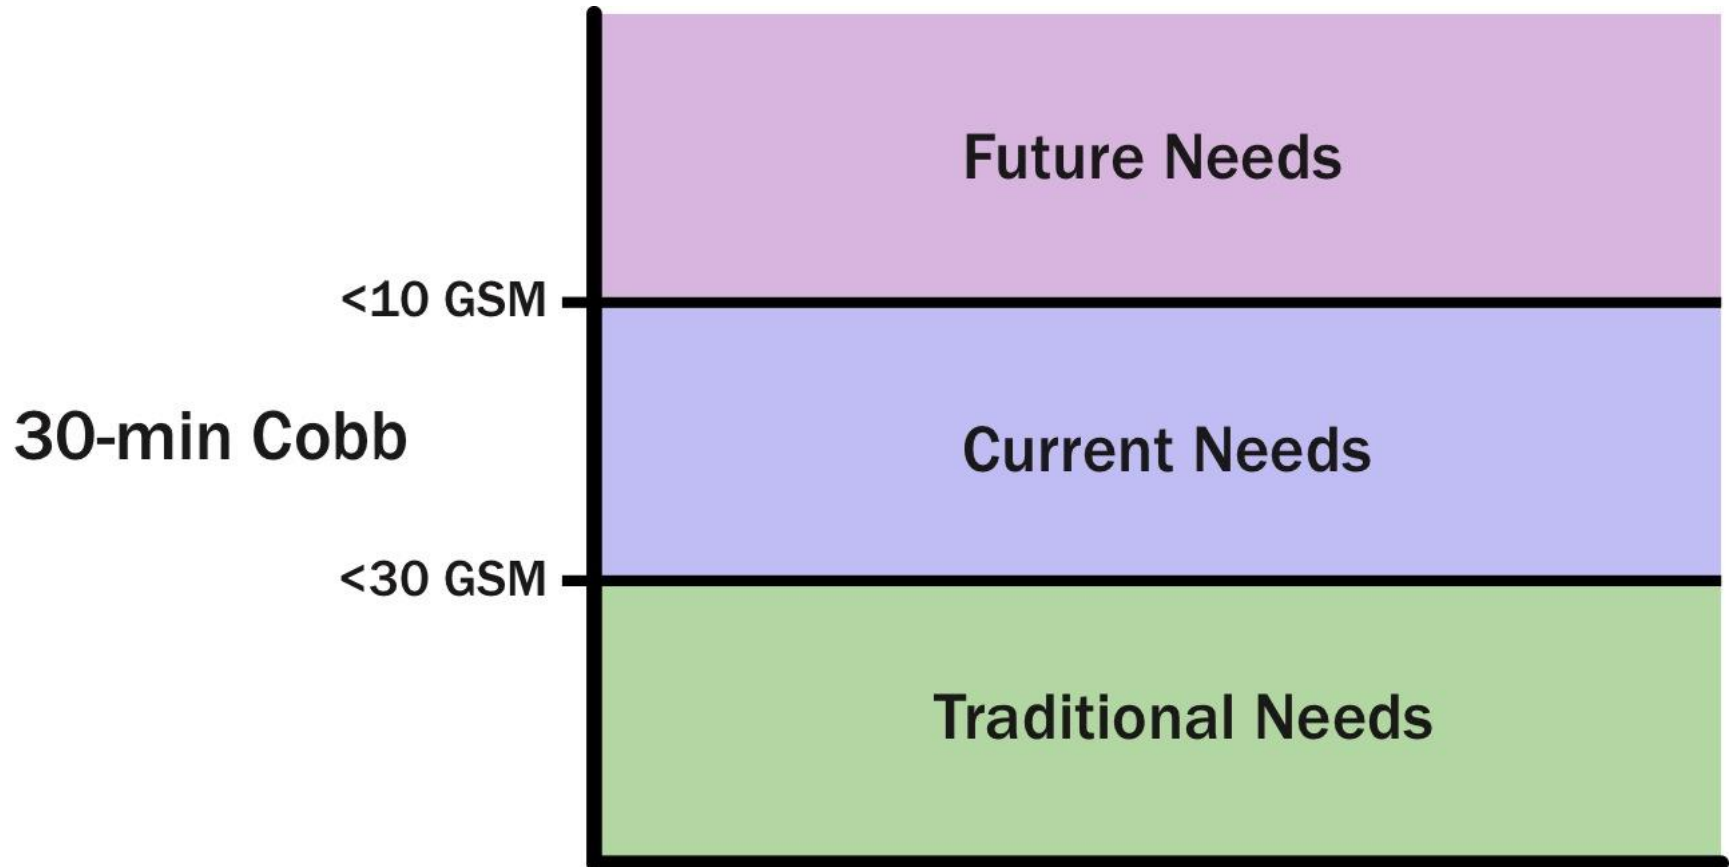 Future Needs
<10 GSM
30-min Cobb
Current Needs
<30 GSM
Traditional Needs